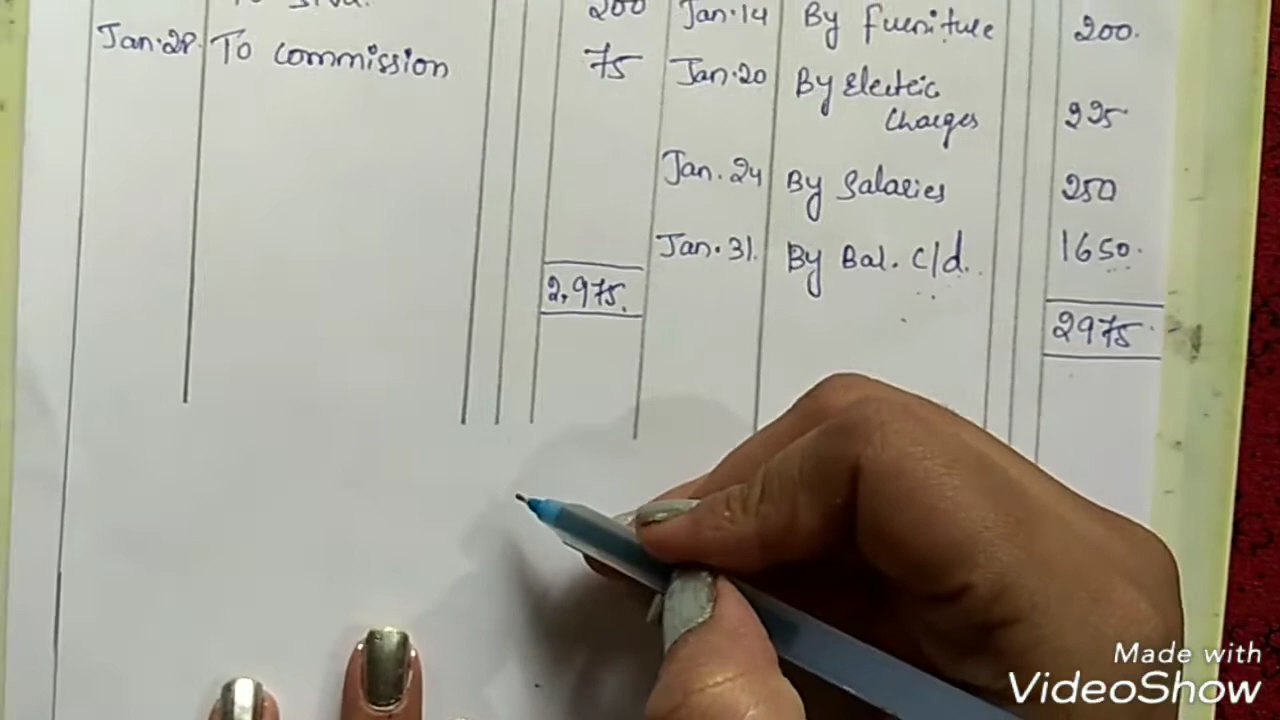 200 Jan.14 By Furniture 200.
Jan.28. To Commission 75 Jan.20 By Electric
Charges 225
Jan.24 By Salaries 250
Jan.31. By Bal. C/d. 1650.
2,975. 2975.
Made with
VideoShow